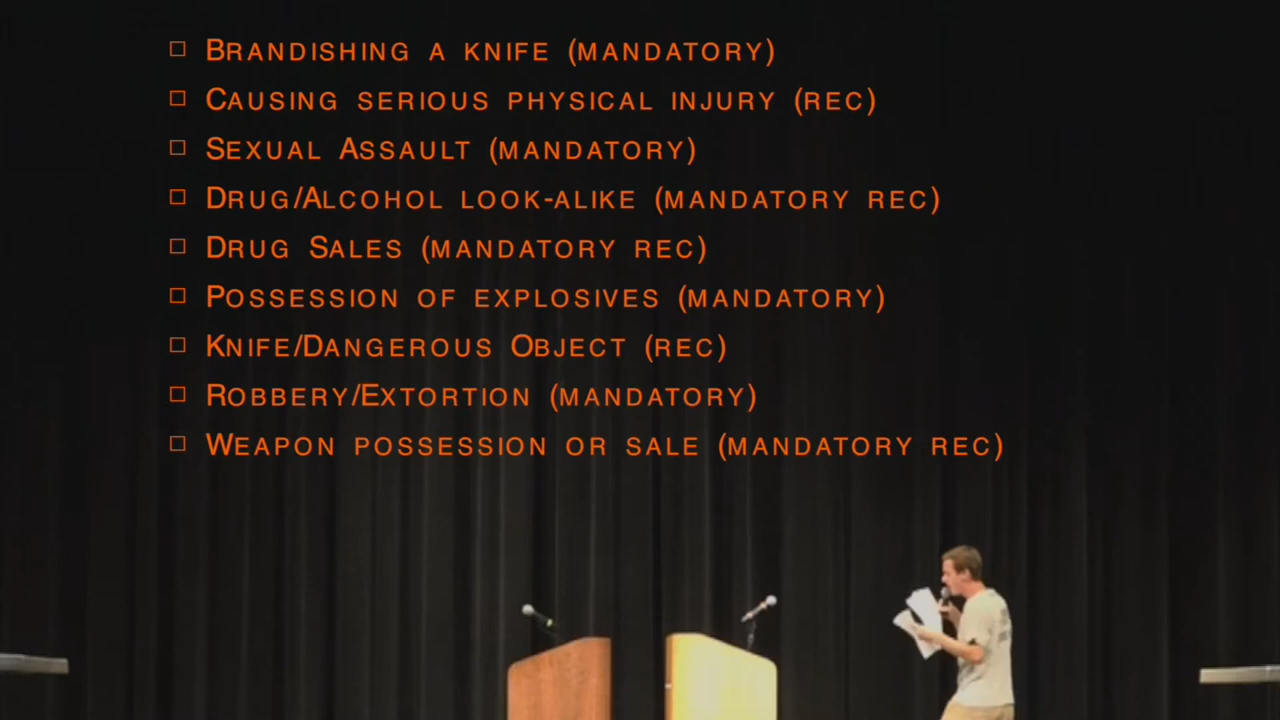 ☐ Brandishing a knife (mandatory)
☐ Causing serious physical injury (rec)
☐ Sexual Assault (mandatory)
☐ Drug/Alcohol look-alike (mandatory rec)
☐ Drug Sales (mandatory rec)
☐ Possession of explosives (mandatory)
☐ Knife/Dangerous Object (rec)
☐ Robbery/Extortion (mandatory)
☐ Weapon possession or sale (mandatory rec)